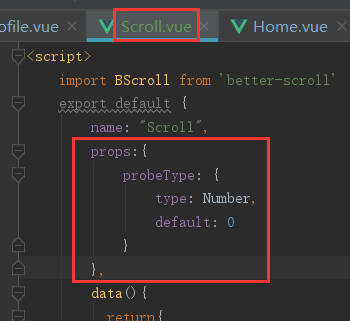 ofile.vue × Scroll.vue × Home.vue ×
<script>
import BScroll from 'better-scroll'
export default {
name: "Scroll",
props:{
probeType: {
type: Number,
default: 0
}
},
data(){
return{